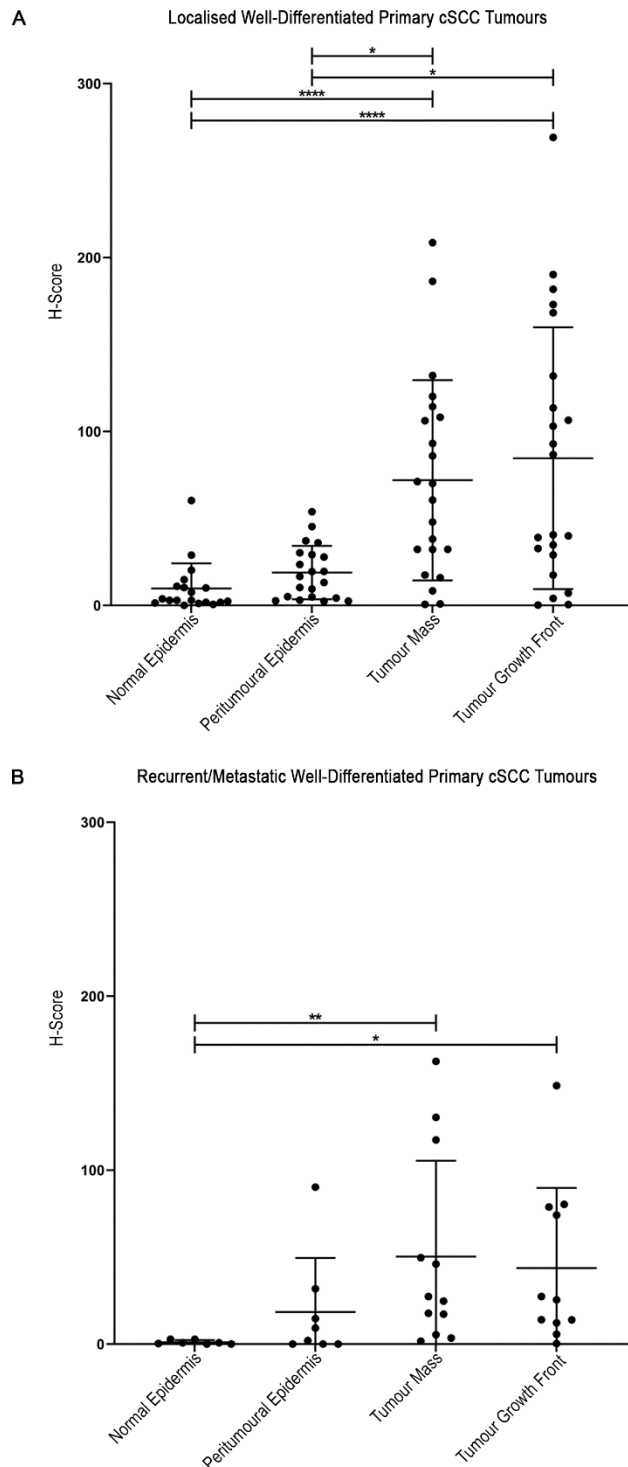 A
Localised Well-Differentiated Primary cSCC Tumours
*
*
****
****
300
200
100
0
H-Score
Normal Epidermis
Peritumoural Epidermis
Tumour Mass
Tumour Growth Front
B
Recurrent/Metastatic Well-Differentiated Primary cSCC Tumours
**
*
300
200
100
0
H-Score
Normal Epidermis
Peritumoural Epidermis
Tumour Mass
Tumour Growth Front